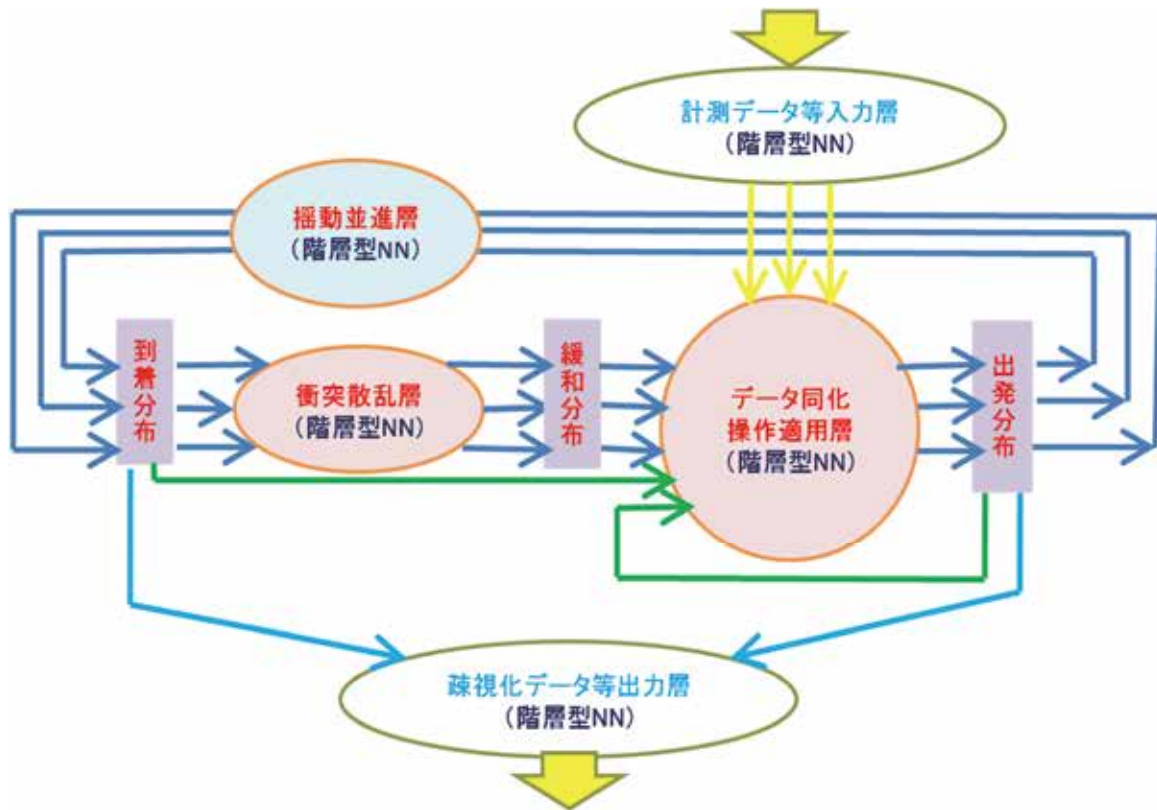 計測データ等入力層
（階層型NN）
揺動並進層
（階層型NN）
到着分布
衝突散乱層
（階層型NN）
緩和分布
データ同化
操作適用層
（階層型NN）
出発分布
疎視化データ等出力層
（階層型NN）